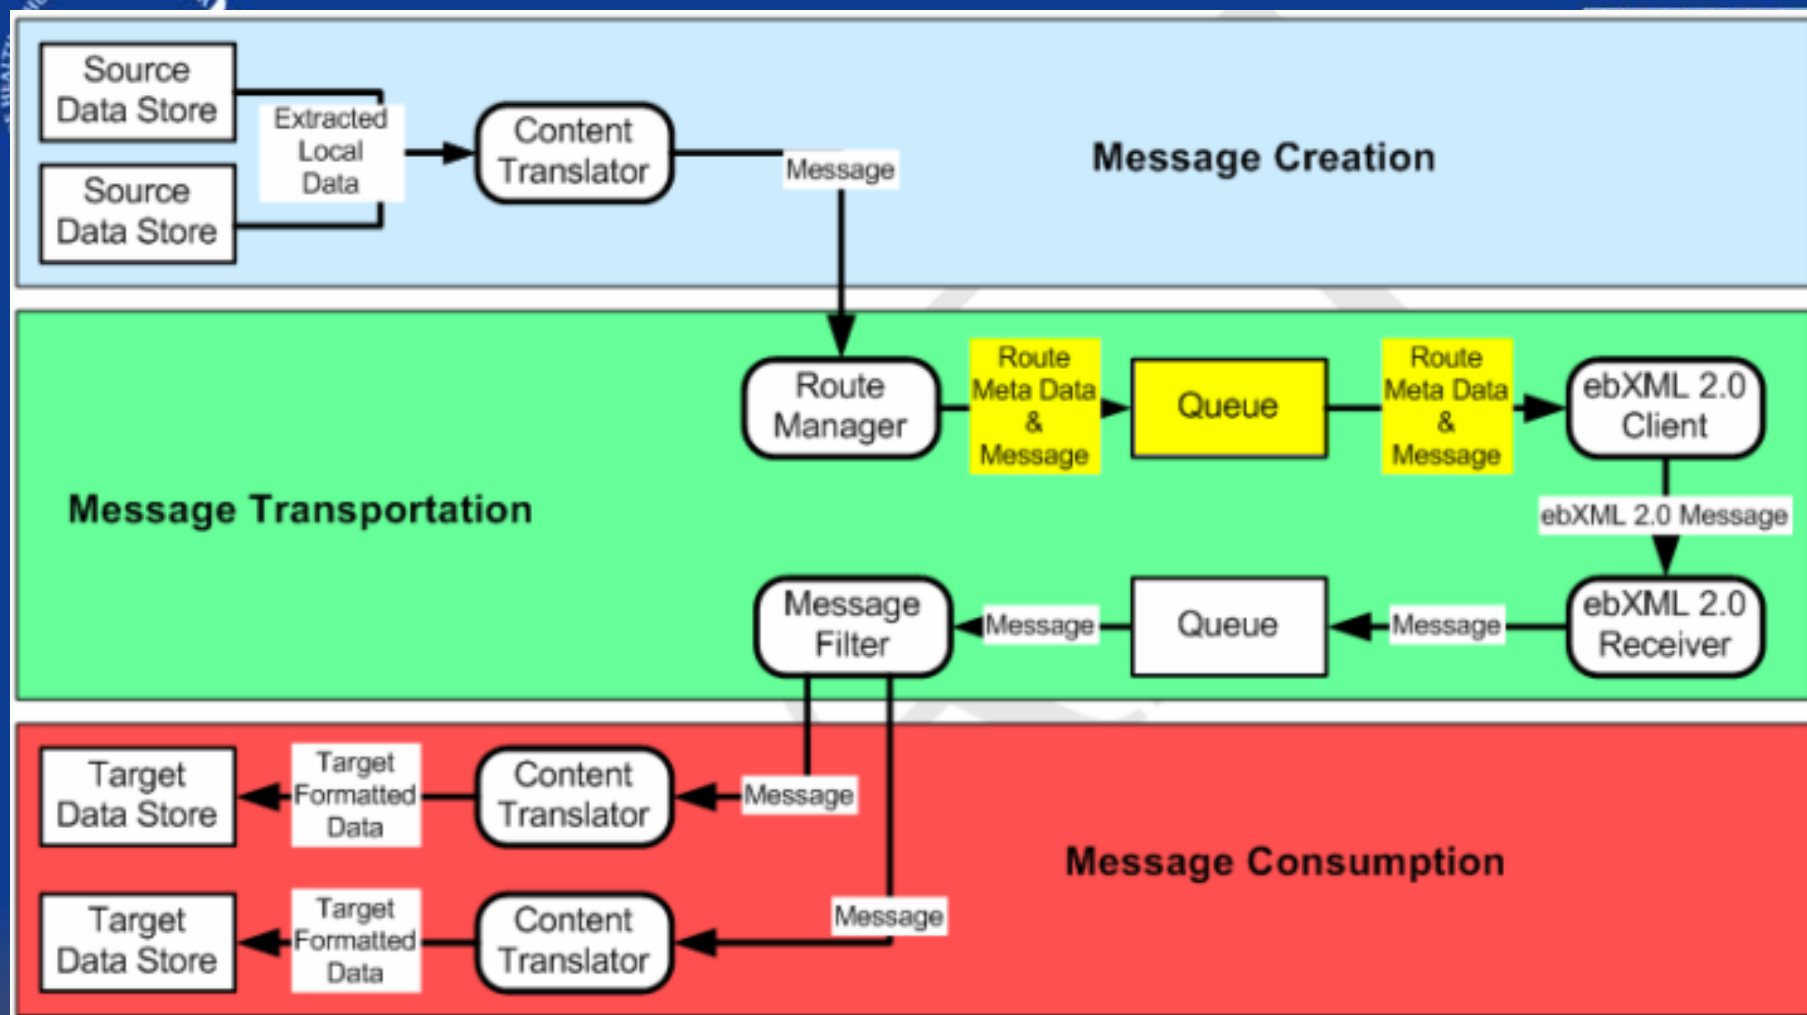 Source
Data Store
Extracted
Local
Data
Content
Translator
Message
Message Creation
Source
Data Store
Route
Manager
Route
Meta Data
&
Message
Queue
Route
Meta Data
&
Message
ebXML 2.0
Client
Message Transportation
ebXML 2.0 Message
Message
Filter
Message
Queue
Message
ebXML 2.0
Receiver
Target
Data Store
Target
Formatted
Data
Content
Translator
Message
Message Consumption
Target
Data Store
Target
Formatted
Data
Content
Translator
Message